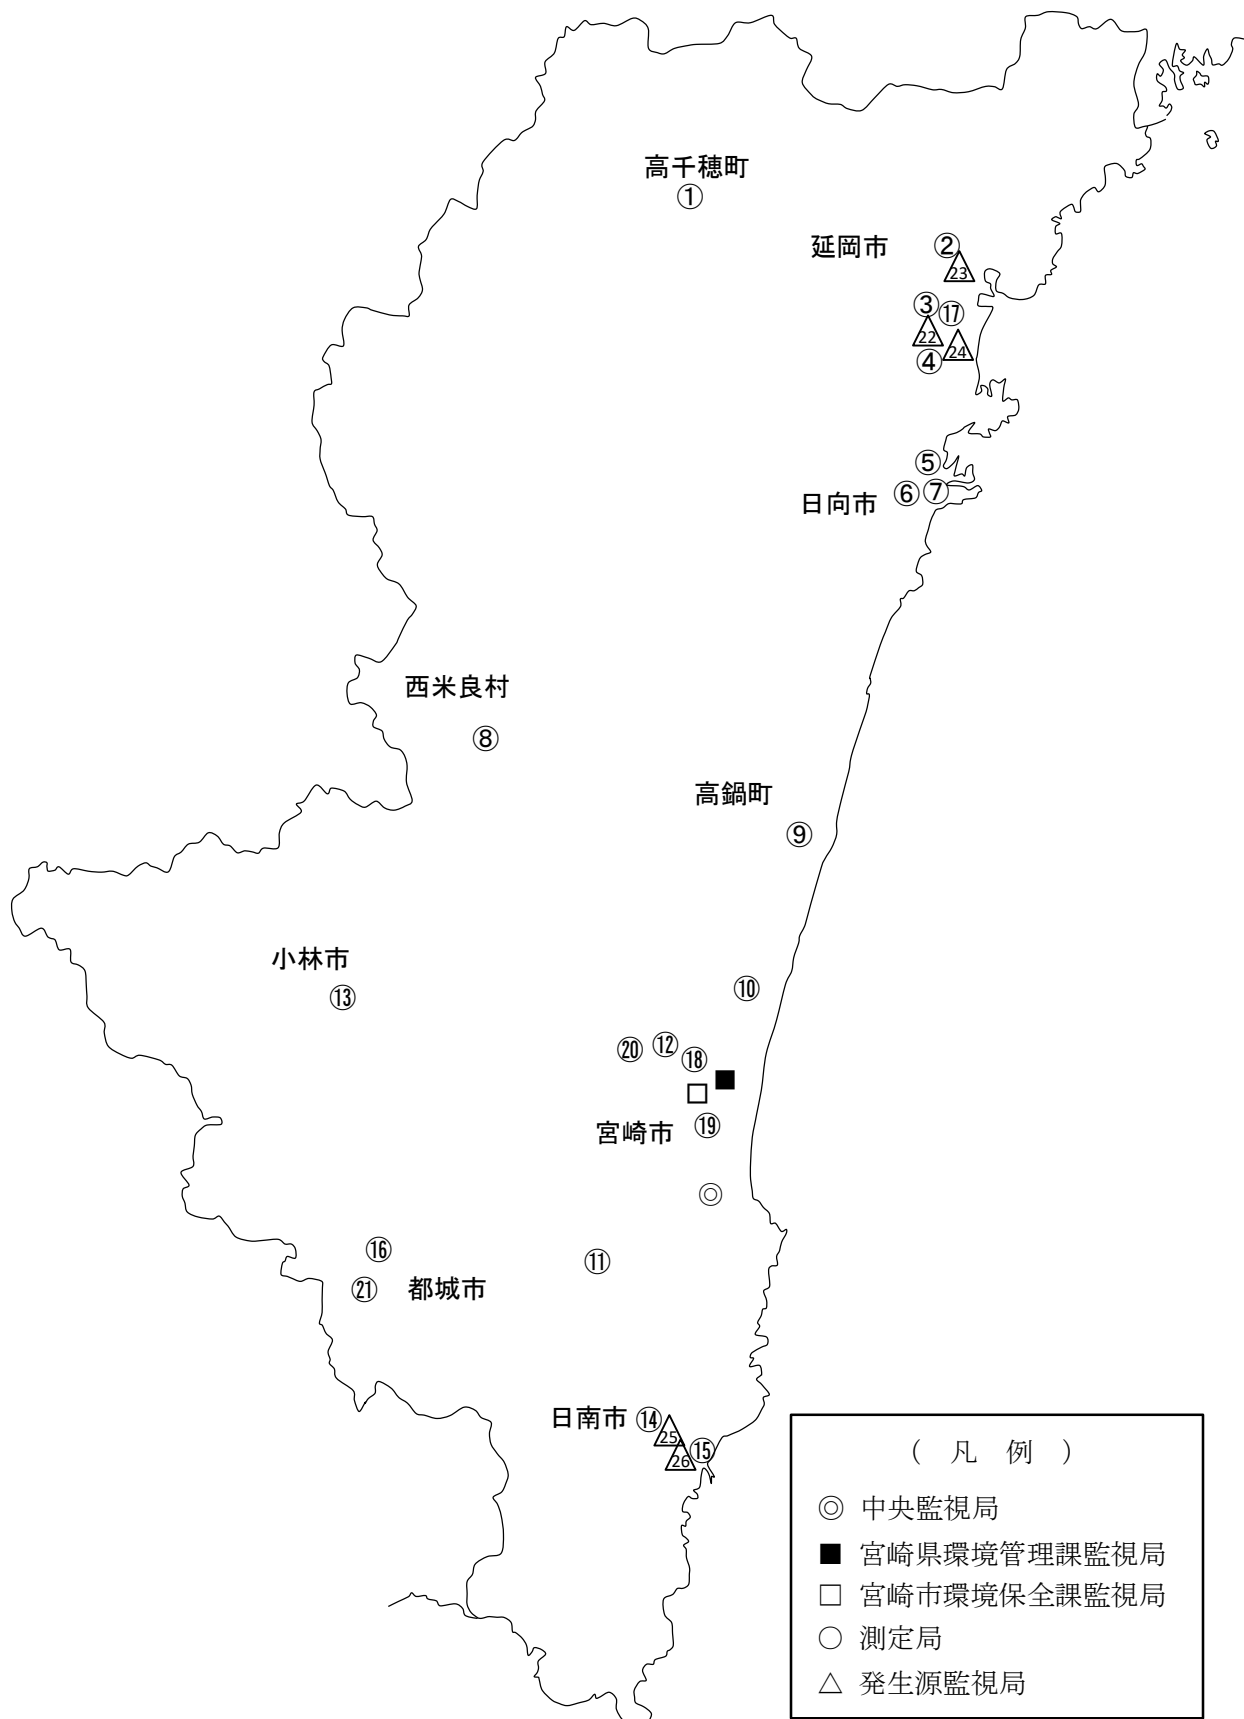 高千穂町
①
延岡市
②
23
③
⑰
22
24
④
⑤
日向市
⑥
⑦
西米良村
⑧
高鍋町
⑨
小林市
⑬
⑩
⑳
⑫
⑱
■
□
宮崎市
⑲
◎
⑯
⑪
㉑
都城市
日南市
⑭
25
⑮
26
（ 凡 例 ）
◎ 中央監視局
■ 宮崎県環境管理課監視局
□ 宮崎市環境保全課監視局
○ 測定局
△ 発生源監視局